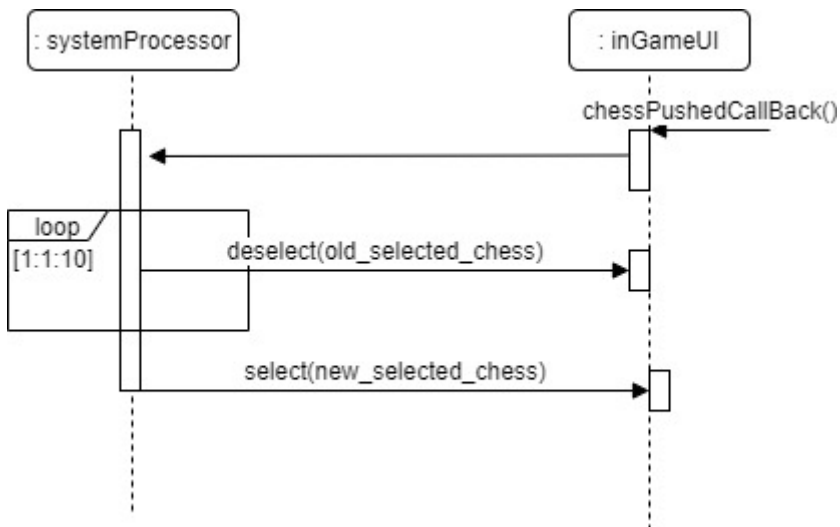 : systemProcessor
: inGameUI
chessPushedCallBack()
loop
[1:1:10]
deselect(old_selected_chess)
select(new_selected_chess)